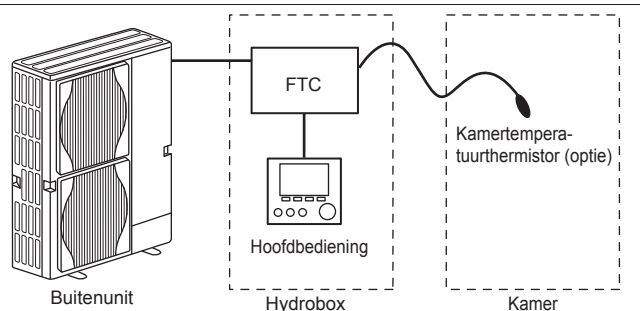 FTC
Kamertempera-
tuurthermistor (optie)
Hoofdbediening
Buitenunit
Hydrobox
Kamer